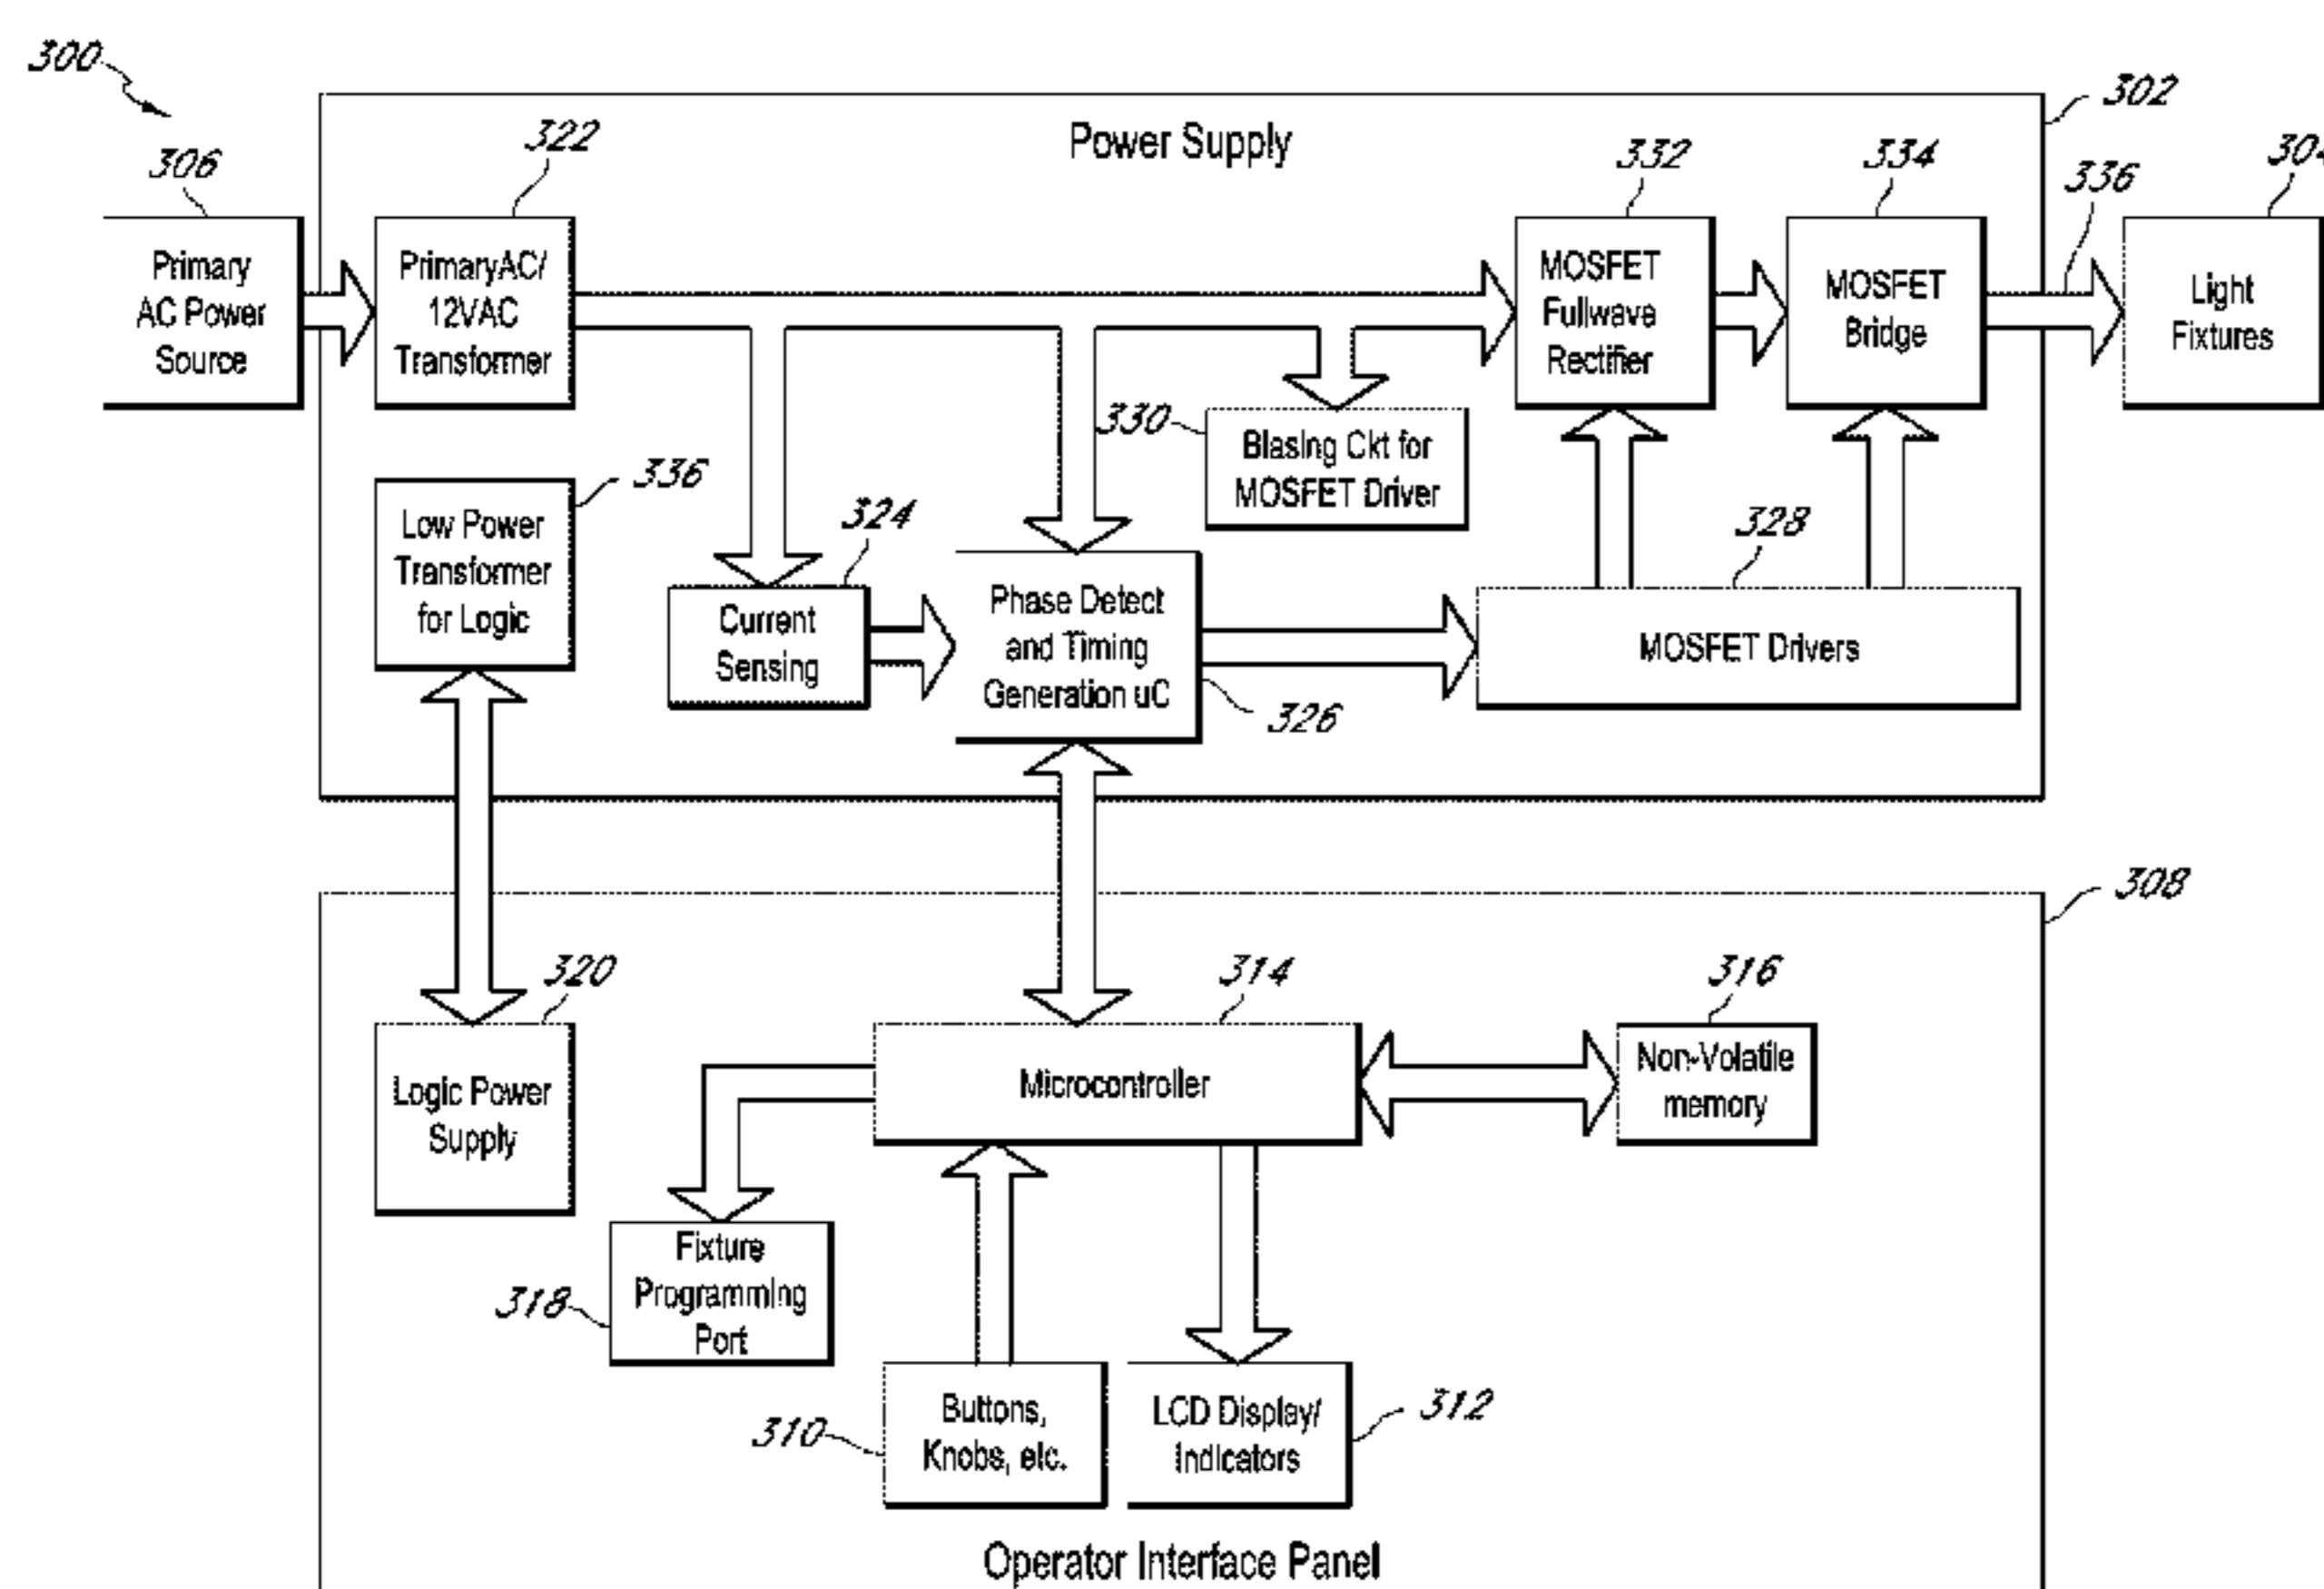 300
302
Power Supply
322
332
334
304
306
336
Primary
AC Power
Source
PrimaryAC/
12VAC
Transformer
MOSFET
Fullwave
Rectifier
MOSFET
Bridge
Light
Fixtures
330
Biasing Ckt for
MOSFET Driver
336
Low Power
Transformer
for Logic
324
328
Current
Sensing
Phase Detect
and Timing
Generation uC
MOSFET Drivers
326
308
320
314
316
Logic Power
Supply
Microcontroller
Non-Volatile
memory
318
Fixture
Programming
Port
310
Buttons,
Knobs, etc.
LCD Display/
Indicators
312
Operator Interface Panel